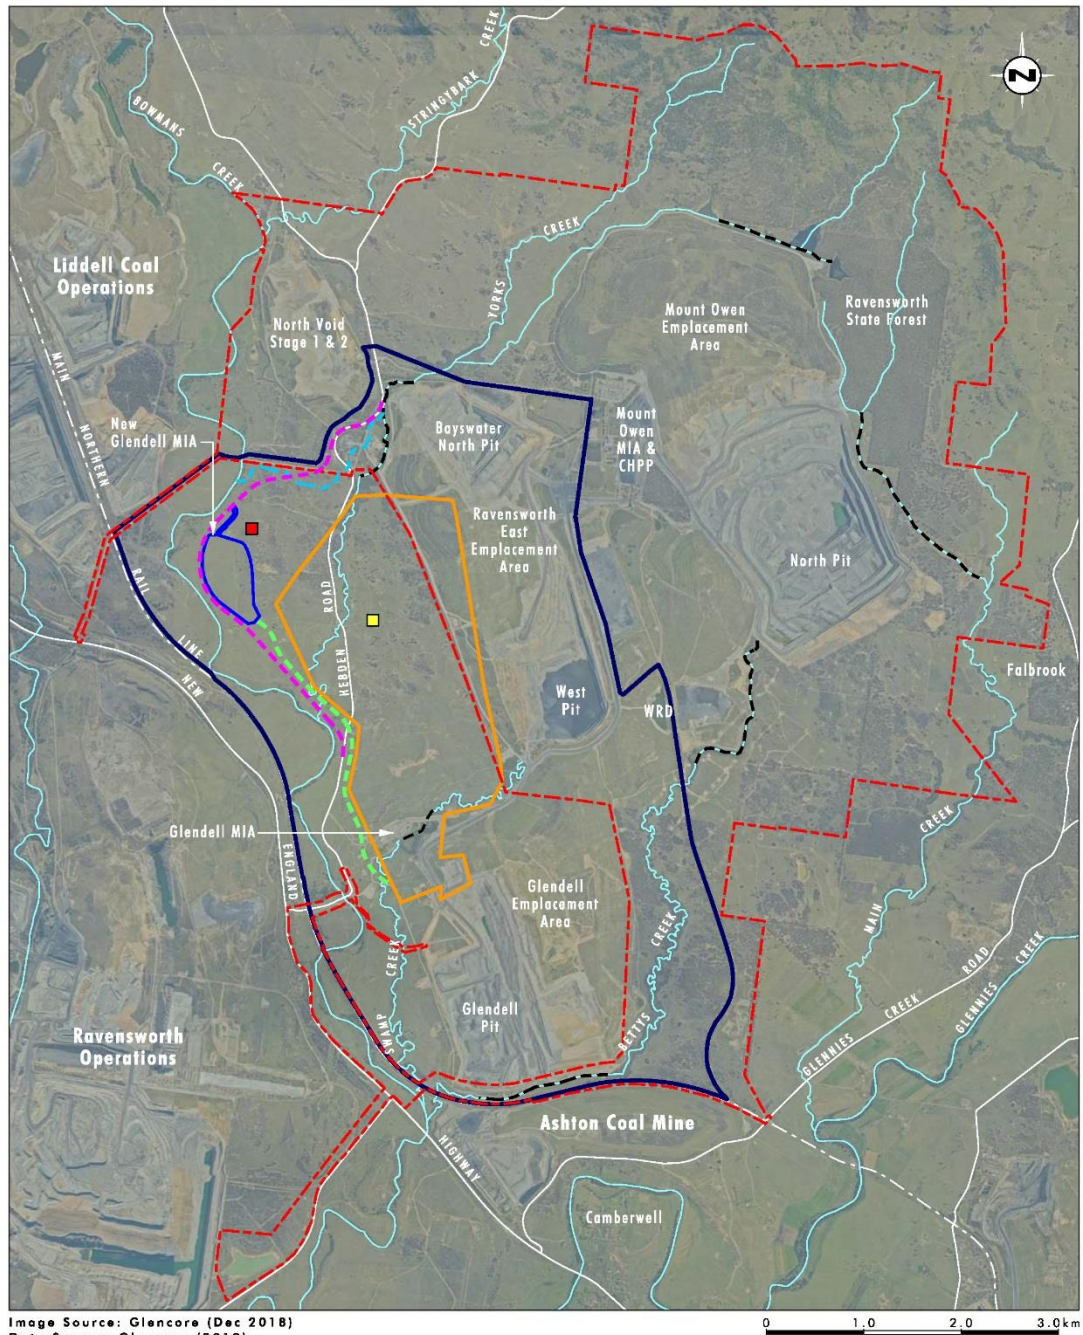 CREEK
STRINGYBARK
BOWMANS
CREEK
N
CREEK
YORKS
Liddell Coal
Operations
North Void
Stage 1 & 2
Mount Owen
Emplacement
Area
Ravensworth
State Forest
MAIN
NORTHERN
RAIL
LINE
New
Glendell MIA
Bayswater
North Pit
Mount
Owen
MIA &
CHPP
Ravensworth
East
Emplacement
Area
North Pit
ROAD
HEBDEN
NEW
ENGLAND
HIGHWAY
West
Pit
WRD
Falbrook
Glendell MIA
CREEK
MAIN
Glendell
Emplacement
Area
CREEK
BETTYS
CREEK
SWAMP
Glendell
Pit
ROAD
CREEK
GLENNIES
CREEK
GLENNIES
Ravensworth
Operations
Ashton Coal Mine
Camberwell
Image Source: Glencore (Dec 2018)
0 1.0 2.0 3.0km